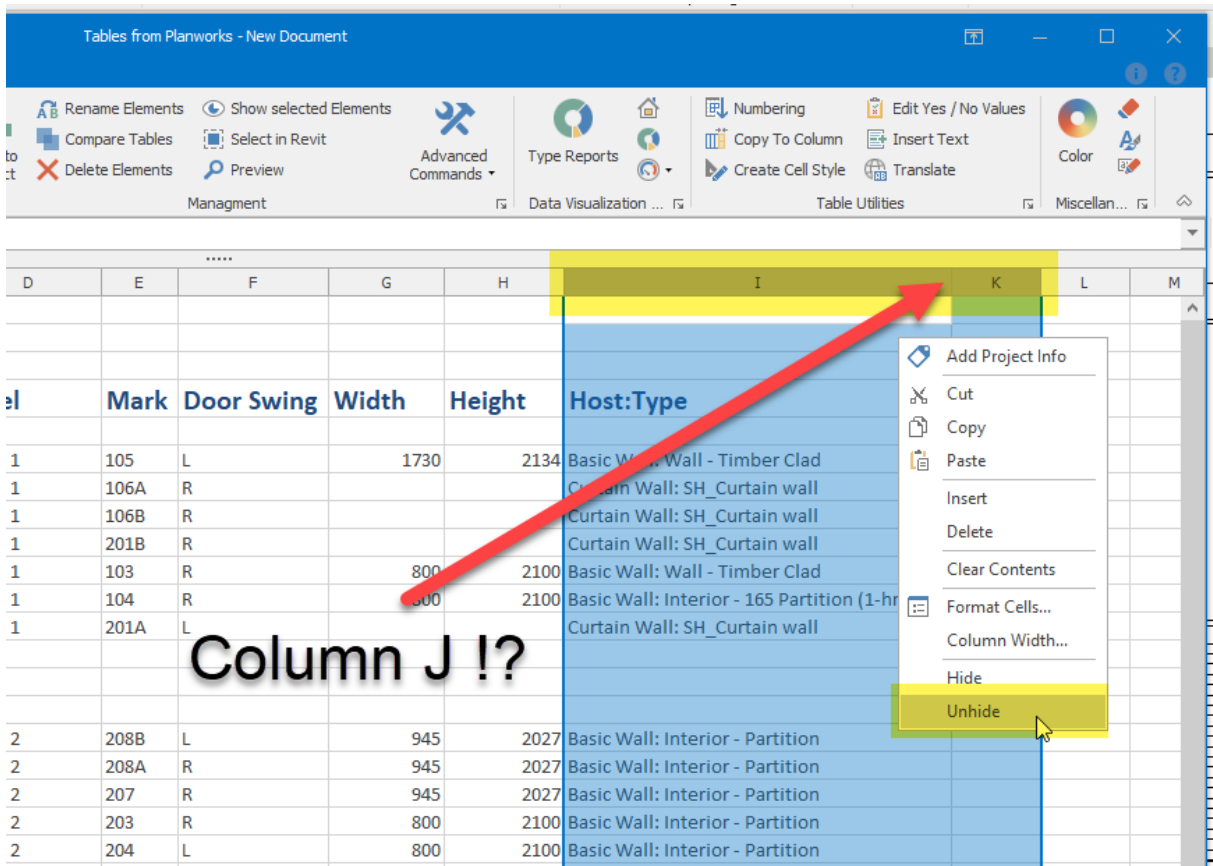 Tables from Planworks - New Document
Rename Elements Show selected Elements Numbering Edit Yes / No Values
Compare Tables Select in Revit Advanced Commands Type Reports Copy To Column Insert Text Color
Delete Elements Preview Create Cell Style Translate
Managment Data Visualization ... Table Utilities Miscellan...
D E F G H I K L M
Add Project Info
Mark Door Swing Width Height Host:Type Cut
Copy
1 105 L 1730 2134 Basic Wall: Wall - Timber Clad Paste
1 106A R Curtain Wall: SH_Curtain wall Insert
1 106B R Curtain Wall: SH_Curtain wall
1 201B R Curtain Wall: SH_Curtain wall Delete
1 103 R 800 2100 Basic Wall: Wall - Timber Clad Clear Contents
1 104 R 800 2100 Basic Wall: Interior - 165 Partition (1-hr Format Cells...
1 201A L Curtain Wall: SH_Curtain wall Column Width...
Column J !?
Hide
Unhide
2 208B L 945 2027 Basic Wall: Interior - Partition
2 208A R 945 2027 Basic Wall: Interior - Partition
2 207 R 945 2027 Basic Wall: Interior - Partition
2 203 R 800 2100 Basic Wall: Interior - Partition
2 204 L 800 2100 Basic Wall: Interior - Partition